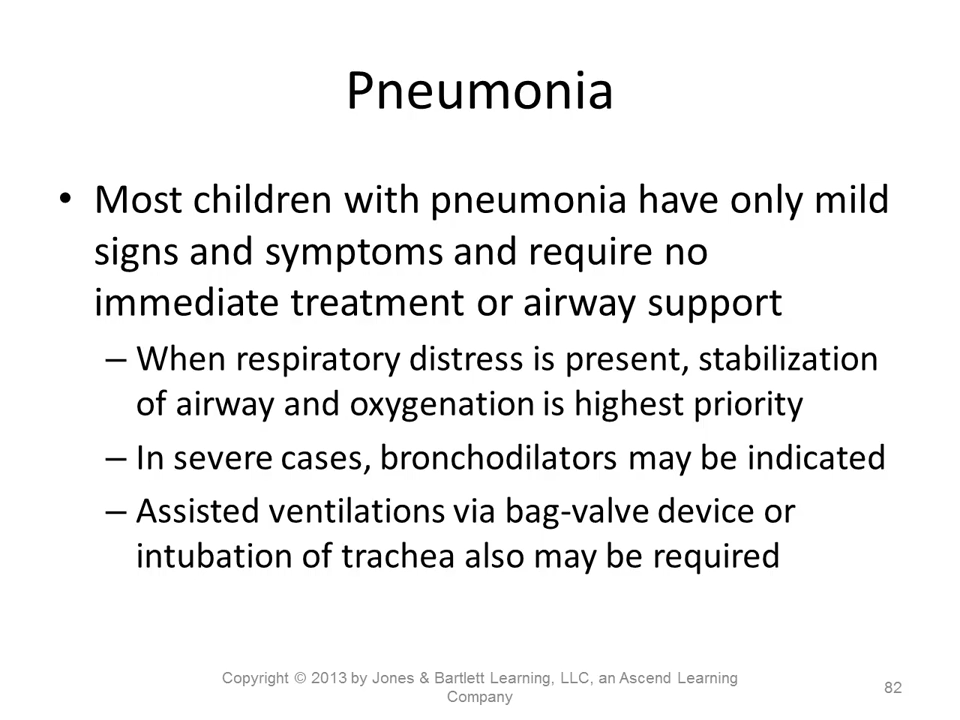 Pneumonia
• Most children with pneumonia have only mild
signs and symptoms and require no
immediate treatment or airway support
– When respiratory distress is present, stabilization
of airway and oxygenation is highest priority
– In severe cases, bronchodilators may be indicated
– Assisted ventilations via bag-valve device or
intubation of trachea also may be required
Copyright © 2013 by Jones & Bartlett Learning, LLC, an Ascend Learning
Company
82